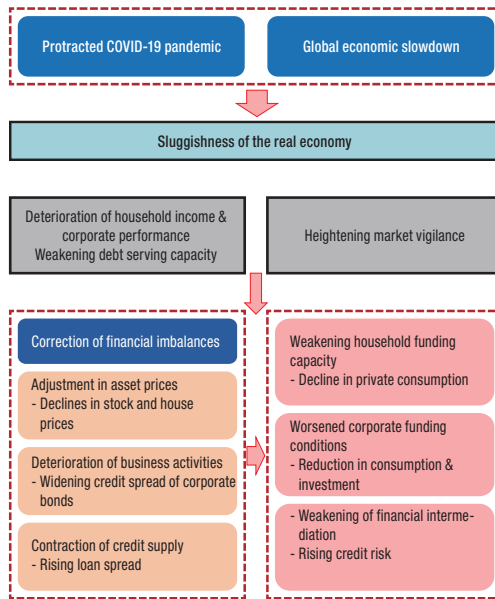 Protracted COVID-19 pandemic
Global economic slowdown
Sluggishness of the real economy
Deterioration of household income &
corporate performance
Weakening debt serving capacity
Heightening market vigilance
Correction of financial imbalances
Adjustment in asset prices
- Declines in stock and house
prices
Deterioration of business activities
- Widening credit spread of corporate
bonds
Contraction of credit supply
- Rising loan spread
Weakening household funding
capacity
- Decline in private consumption
Worsened corporate funding
conditions
- Reduction in consumption &
investment
- Weakening of financial interme-
diation
- Rising credit risk